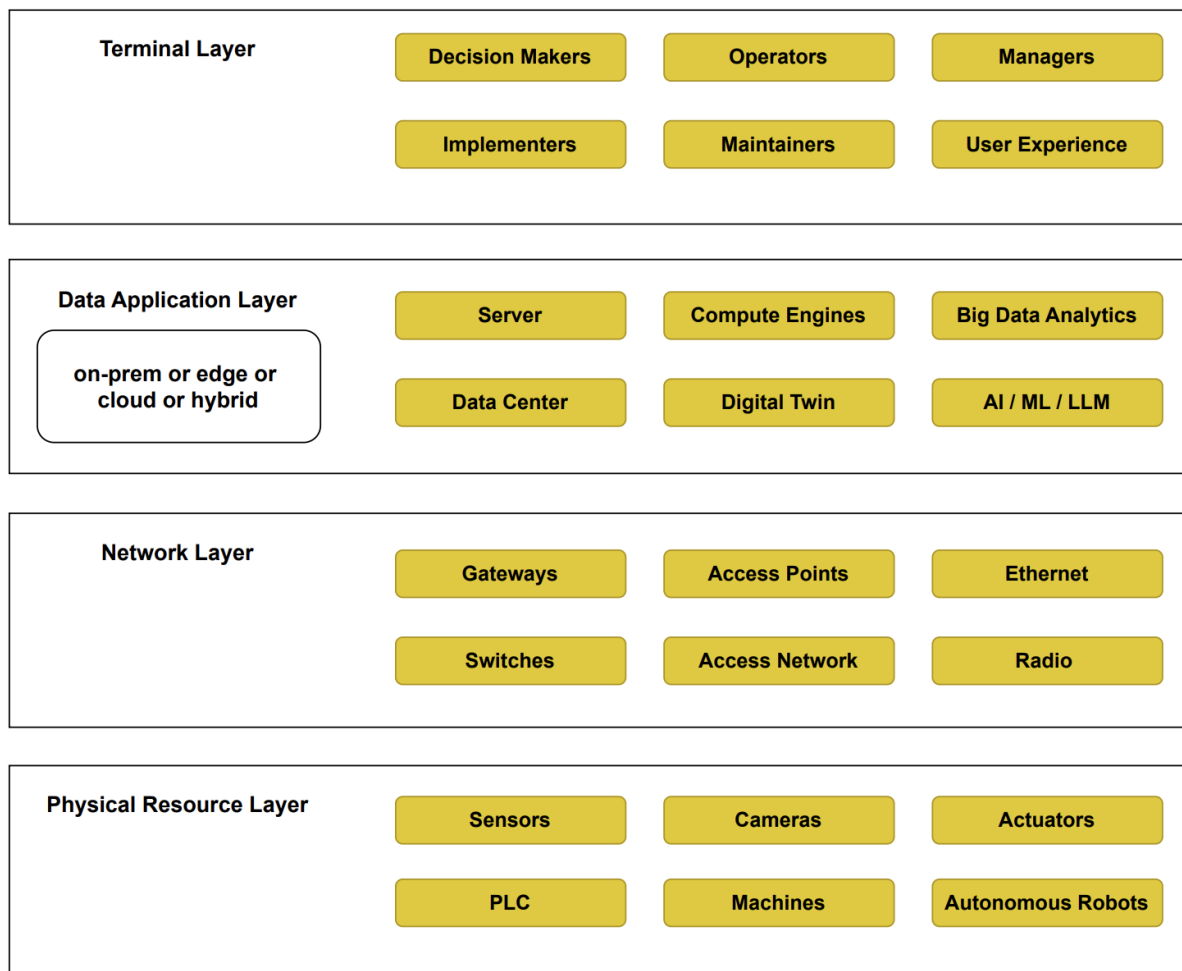 Terminal Layer
Decision Makers
Operators
Managers
Implementers
Maintainers
User Experience
Data Application Layer
on-prem or edge or
cloud or hybrid
Server
Compute Engines
Big Data Analytics
Data Center
Digital Twin
AI / ML / LLM
Network Layer
Gateways
Access Points
Ethernet
Switches
Access Network
Radio
Physical Resource Layer
Sensors
Cameras
Actuators
PLC
Machines
Autonomous Robots